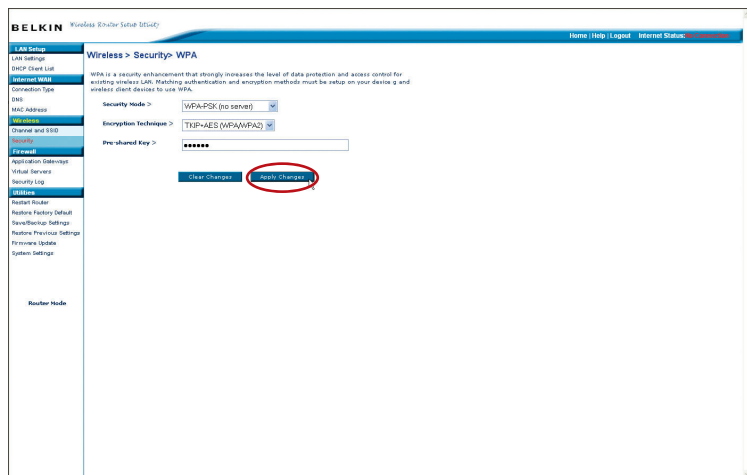 BELKIN Wireless Router Setup Utility
Home | Help | Logout Internet Status:
LAN Setup
LAN Settings
DHCP Client List
Internet WAN
Connection Type
DNS
MAC Address
Wireless
Channel and SSID
Security
Firewall
Application Gateways
Virtual Servers
Security Log
Utilities
Restart Router
Restore Factory Default
Save/Backup Settings
Restore Previous Settings
Firmware Update
System Settings
Router Mode
Wireless > Security> WPA
WPA is a security enhancement that strongly increases the level of data protection and access control for
existing wireless LAN. Matching authentication and encryption methods must be setup on your device g and
wireless client devices to use WPA.
Security Mode > WPA-PSK (no server)
Encryption Technique > TKIP+AES (WPA/WPA2)
Pre-shared Key > ••••••
Clear Changes Apply Changes